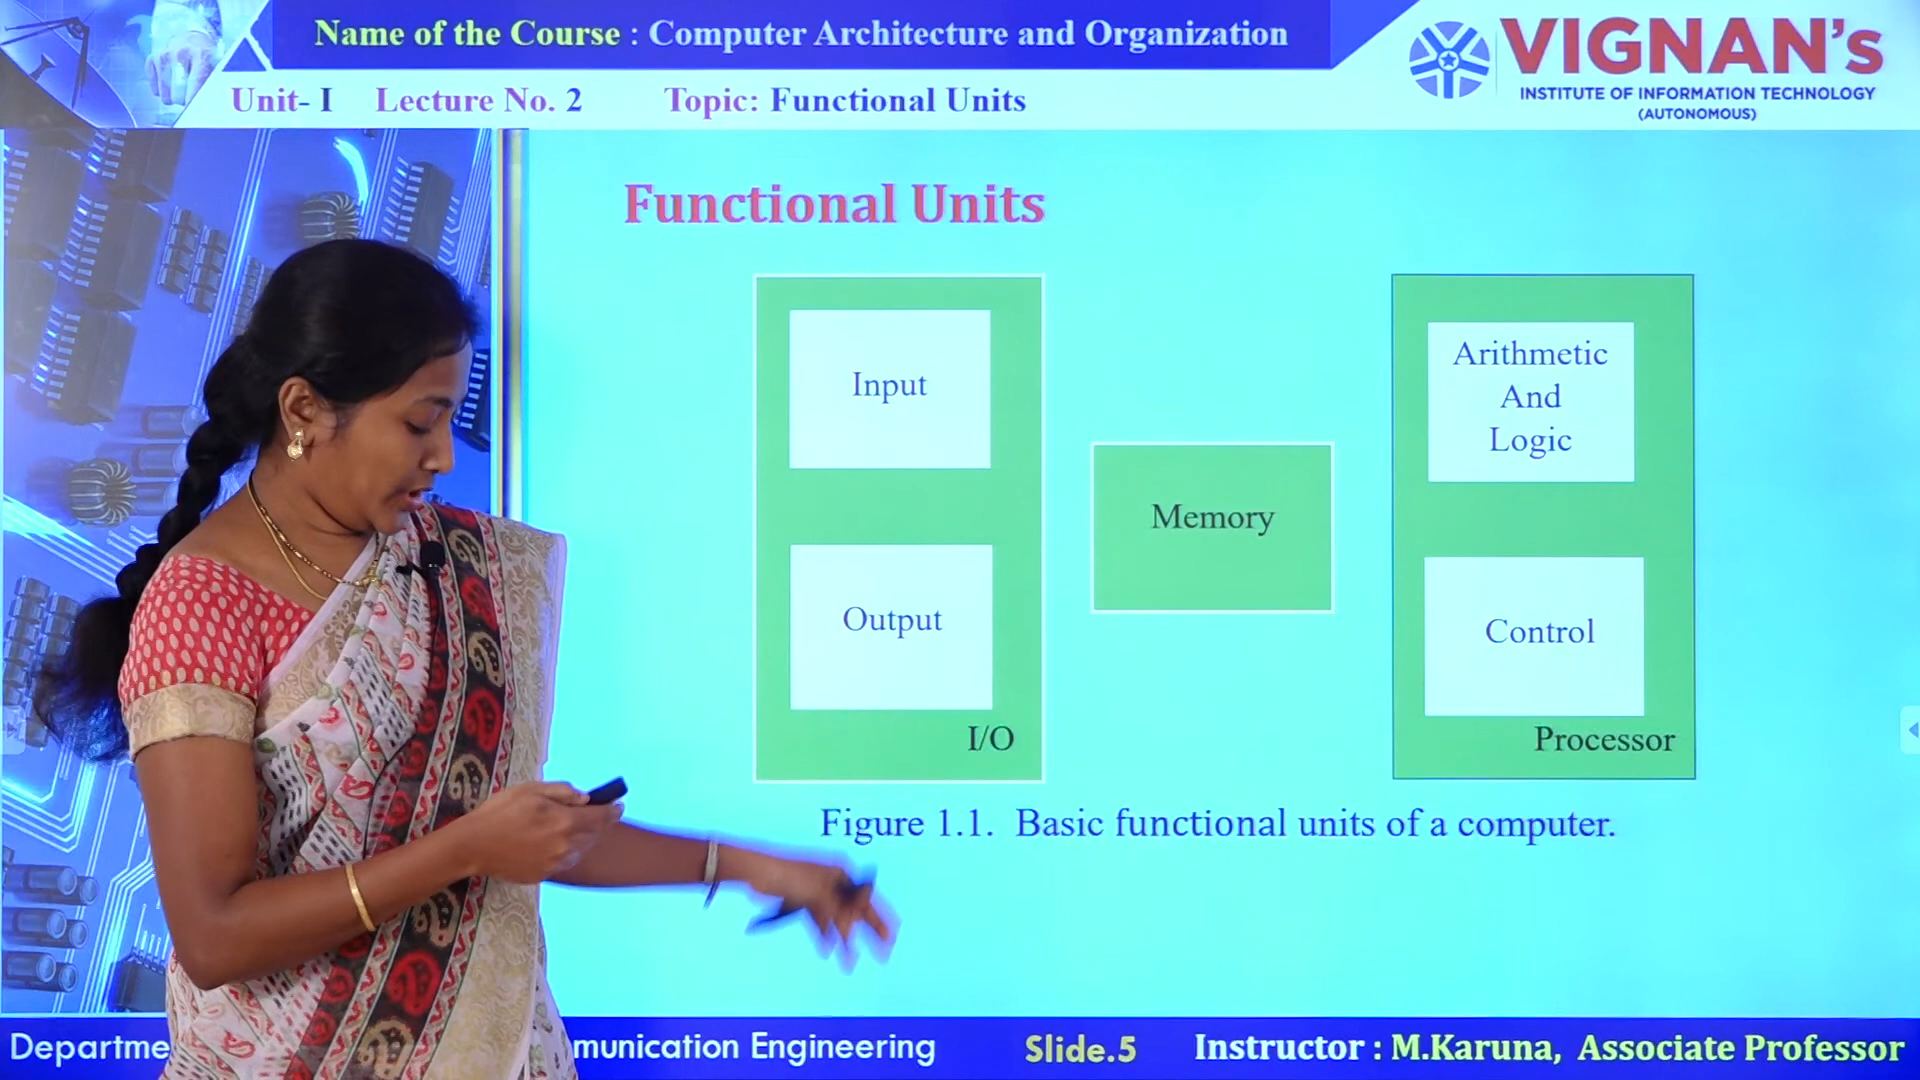 Name of the Course : Computer Architecture and Organization
VIGNAN's
INSTITUTE OF INFORMATION TECHNOLOGY
(AUTONOMOUS)
Unit- I Lecture No. 2 Topic: Functional Units
Functional Units
Input
Output
I/O
Memory
Arithmetic
And
Logic
Control
Processor
Figure 1.1. Basic functional units of a computer.
Engineering Slide.5 Instructor : M.Karuna, Associate Professor